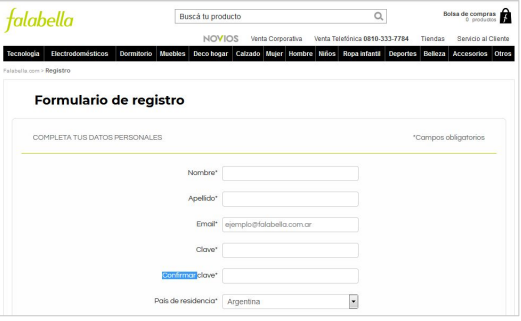 falabella
Buscá tu producto
Bolsa de compras
0 productos
NOVIOS Venta Corporativa Venta Telefónica 0810-333-7784 Tiendas Servicio al Cliente
Tecnología Electrodomésticos Dormitorio Muebles Deco hogar Calzado Mujer Hombre Niños Ropa infantil Deportes Belleza Accesorios Otros
Falabella.com > Registro
Formulario de registro
COMPLETA TUS DATOS PERSONALES *Campos obligatorios
Nombre*
Apellido*
Email* ejemplo@falabella.com.ar
Clave*
Confirmar clave*
País de residencia* Argentina